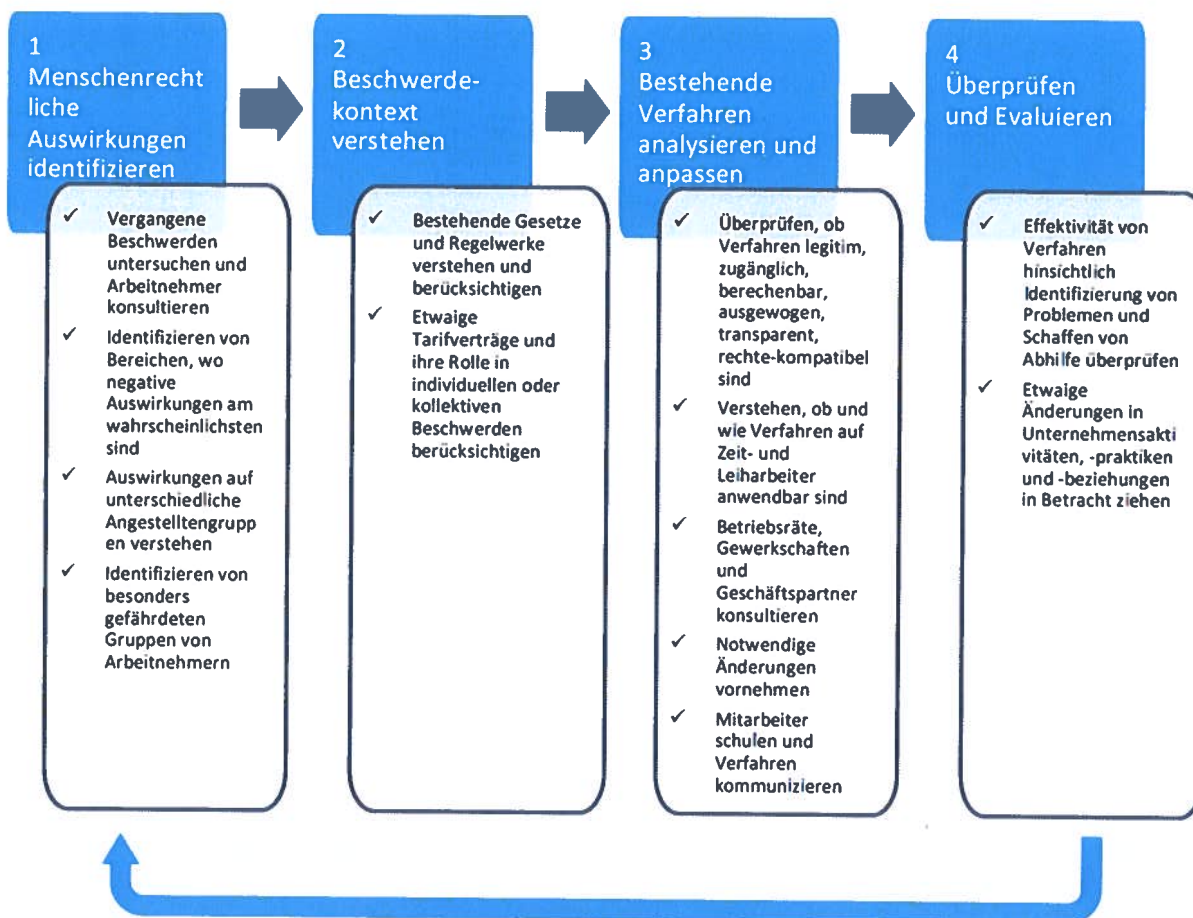 1
Menschenrecht
liche
Auswirkungen
identifizieren
✓ Vergangene
Beschwerden
untersuchen und
Arbeitnehmer
konsultieren
✓ Identifizieren von
Bereichen, wo
negative
Auswirkungen am
wahrscheinlichsten
sind
✓ Auswirkungen auf
unterschiedliche
Angestelltengrupp
en verstehen
✓ Identifizieren von
besonders
gefährdeten
Gruppen von
Arbeitnehmern
2
Beschwerde-
kontext
verstehen
✓ Bestehende Gesetze
und Regelwerke
verstehen und
berücksichtigen
✓ Etwaige
Tarifverträge und
ihre Rolle in
individuellen oder
kollektiven
Beschwerden
berücksichtigen
3
Bestehende
Verfahren
analysieren und
anpassen
✓ Überprüfen, ob
Verfahren legitim,
zugänglich,
berechenbar,
ausgewogen,
transparent,
rechte-kompatibel
sind
✓ Verstehen, ob und
wie Verfahren auf
Zeit- und
Leiharbeiter
anwendbar sind
✓ Betriebsräte,
Gewerkschaften
und
Geschäftspartner
konsultieren
✓ Notwendige
Änderungen
vornehmen
✓ Mitarbeiter
schulen und
Verfahren
kommunizieren
4
Überprüfen
und Evaluieren
✓ Effektivität von
Verfahren
hinsichtlich
Identifizierung von
Problemen und
Schaffen von
Abhilfe überprüfen
✓ Etwaige
Änderungen in
Unternehmensakti
vitäten, -praktiken
und -beziehungen
in Betracht ziehen